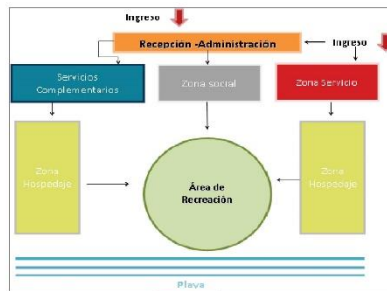 Ingreso
Recepción -Administración
Ingreso
Servicios
Complementarios
Zona social
Zona Servicio
Zona
Hospedaje
Área de
Recreación
Zona
Hospedaje
Playa